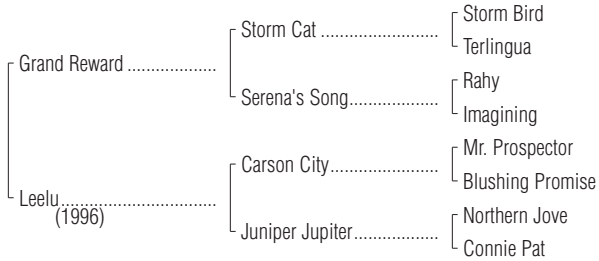 Storm Bird
Storm Cat ........................
Terlingua
Grand Reward ..................
Rahy
Serena's Song..................
Imagining
Mr. Prospector
Carson City......................
Blushing Promise
Leelu................................
(1996)
Northern Jove
Juniper Jupiter.................
Connie Pat